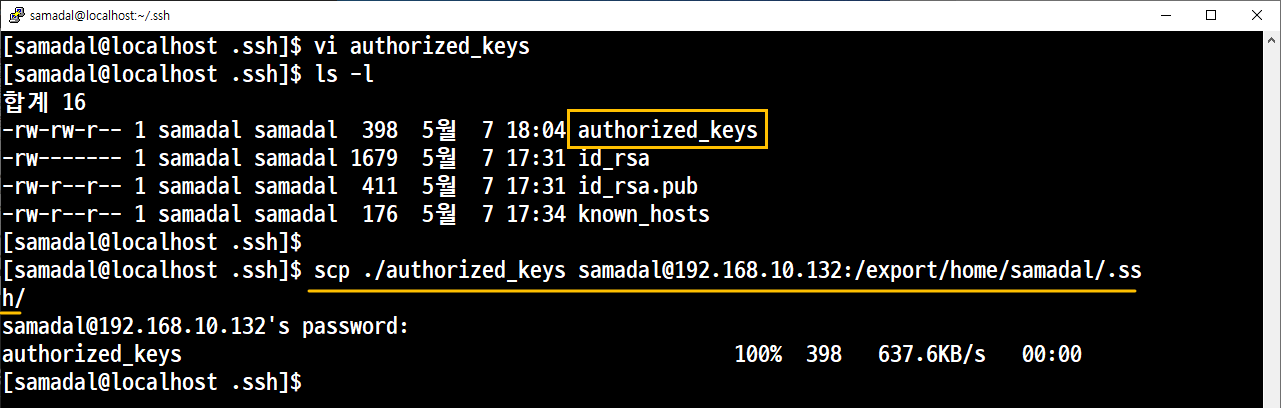 samadal@localhost:~/.ssh
[samadal@localhost .ssh]$ vi authorized_keys
[samadal@localhost .ssh]$ ls -l
합계 16
-rw-rw-r-- 1 samadal samadal  398  5월  7 18:04 authorized_keys
-rw------- 1 samadal samadal 1679  5월  7 17:31 id_rsa
-rw-r--r-- 1 samadal samadal  411  5월  7 17:31 id_rsa.pub
-rw-r--r-- 1 samadal samadal  176  5월  7 17:34 known_hosts
[samadal@localhost .ssh]$
[samadal@localhost .ssh]$ scp ./authorized_keys samadal@192.168.10.132:/export/home/samadal/.ss
h/
samadal@192.168.10.132's password:
authorized_keys                                              100%  398   637.6KB/s   00:00
[samadal@localhost .ssh]$